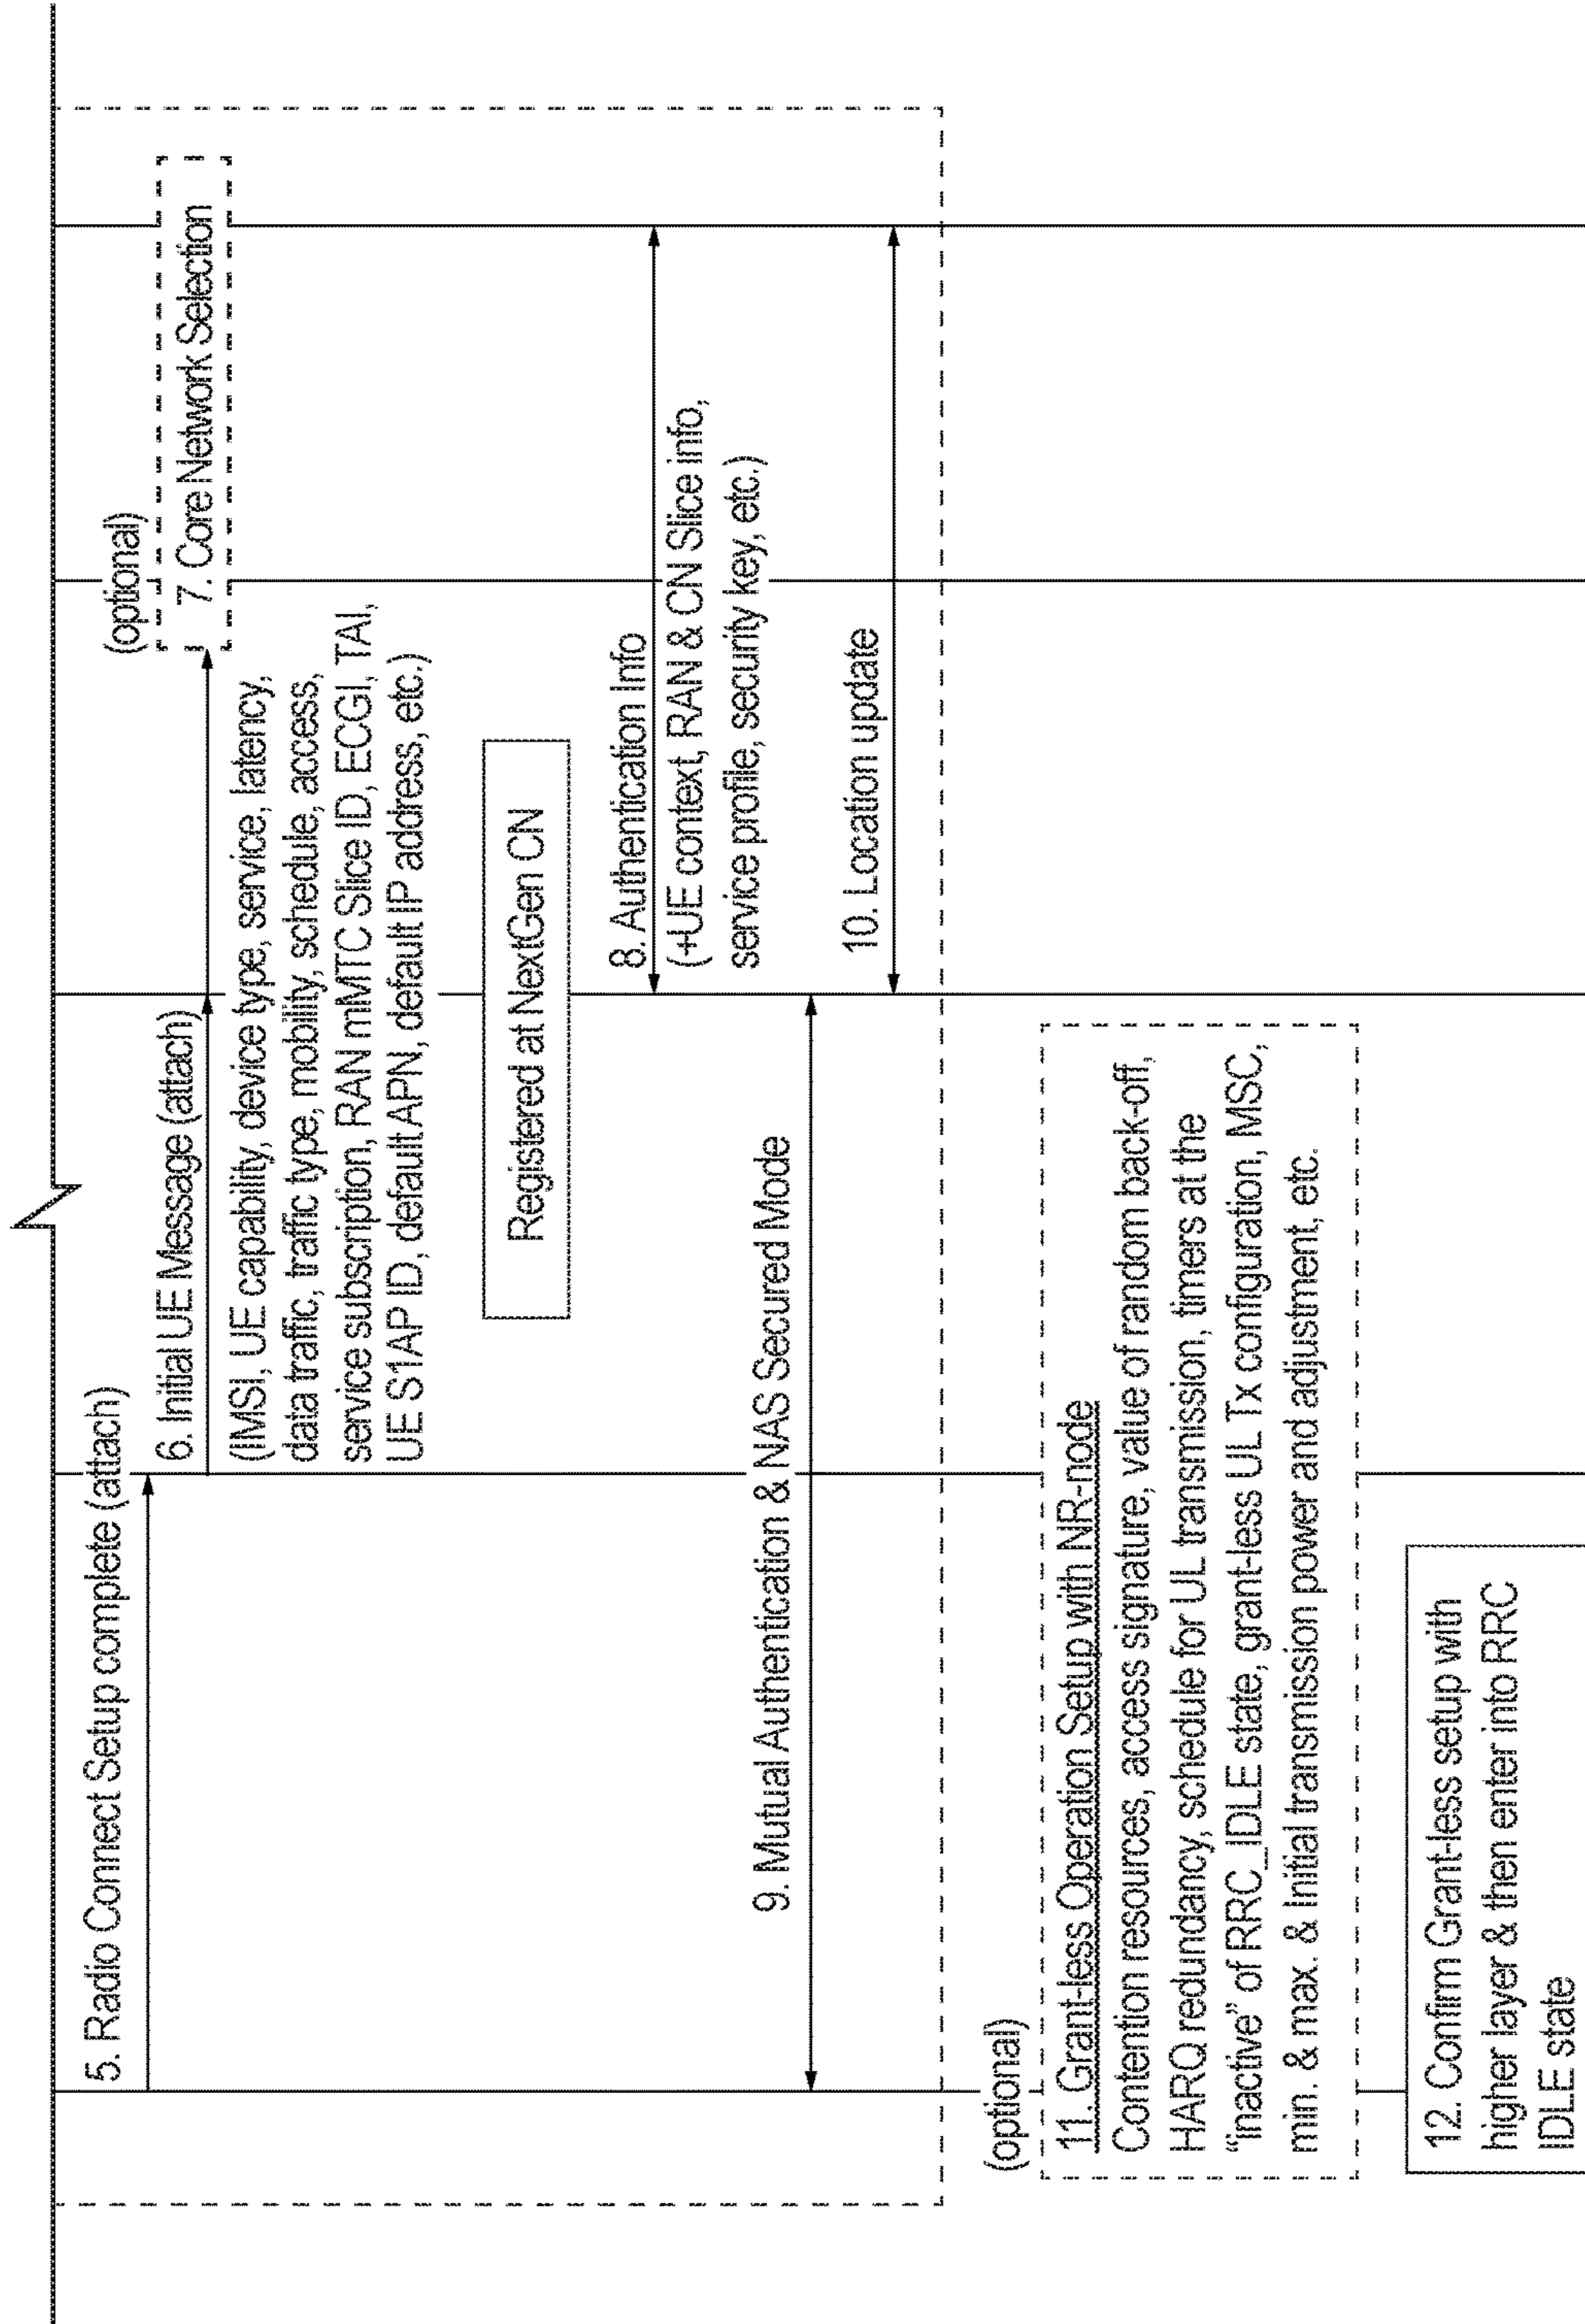 5. Radio Connect Setup complete (attach)
6. Initial UE Message (attach)
(IMSI, UE capability, device type, service, latency,
data traffic, traffic type, mobility, schedule, access,
service subscription, RAN mMTC Slice ID, ECGI, TAI,
UE S1AP ID, default APN, default IP address, etc.)
(optional)
7. Core Network Selection
Registered at NextGen CN
8. Authentication Info
(+UE context, RAN & CN Slice info,
service profile, security key, etc.)
9. Mutual Authentication & NAS Secured Mode
10. Location update
(optional)
11. Grant-less Operation Setup with NR-node
Contention resources, access signature, value of random back-off,
HARQ redundancy, schedule for UL transmission, timers at the
“inactive” of RRC_IDLE state, grant-less UL Tx configuration, MSC,
min. & max. & Initial transmission power and adjustment, etc.
12. Confirm Grant-less setup with
higher layer & then enter into RRC
IDLE state